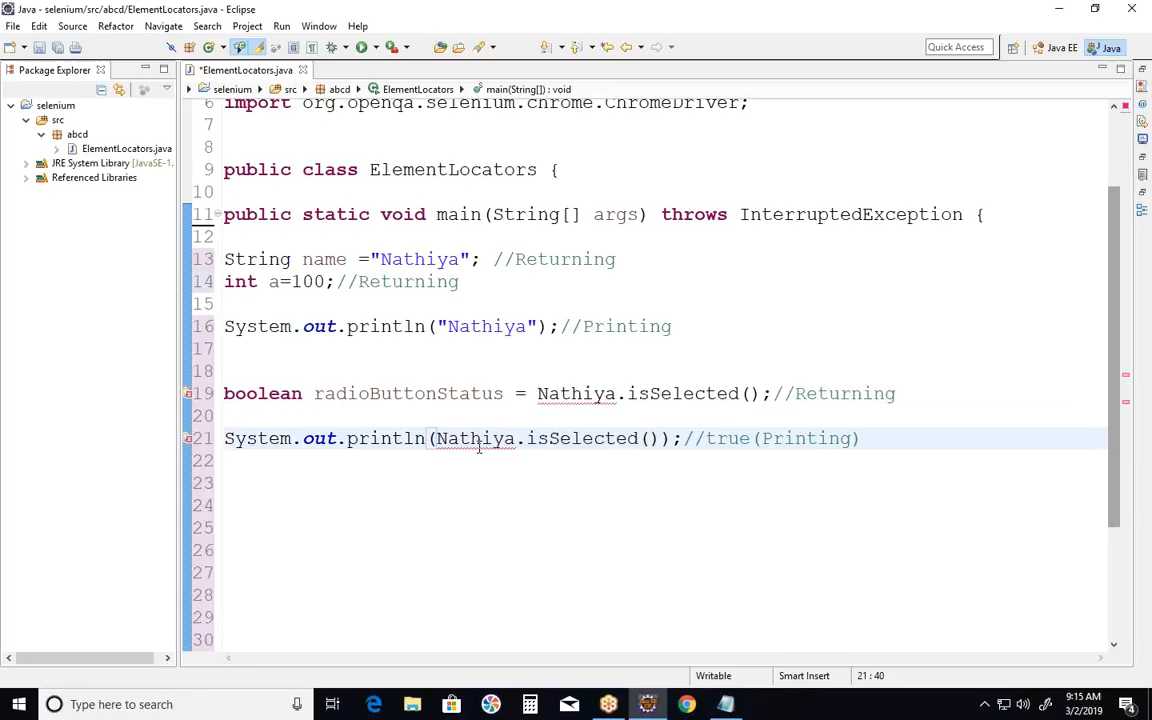 Java - selenium/src/abcd/ElementLocators.java - Eclipse
File Edit Source Refactor Navigate Search Project Run Window Help
Quick Access Java EE Java
Package Explorer
*ElementLocators.java
selenium src abcd ElementLocators main(String[]) : void
selenium
src
abcd
ElementLocators.java
JRE System Library [JavaSE-1.
Referenced Libraries
6 import org.openqa.selenium.chrome.ChromeDriver;
7
8
9 public class ElementLocators {
10
11 public static void main(String[] args) throws InterruptedException {
12
13 String name ="Nathiya"; //Returning
14 int a=100;//Returning
15
16 System.out.println("Nathiya");//Printing
17
18
19 boolean radioButtonStatus = Nathiya.isSelected();//Returning
20
21 System.out.println(Nathiya.isSelected());//true(Printing)
22
23
24
25
26
27
28
29
30
Writable Smart Insert 21 : 40
Type here to search
9:15 AM
3/2/2019
4